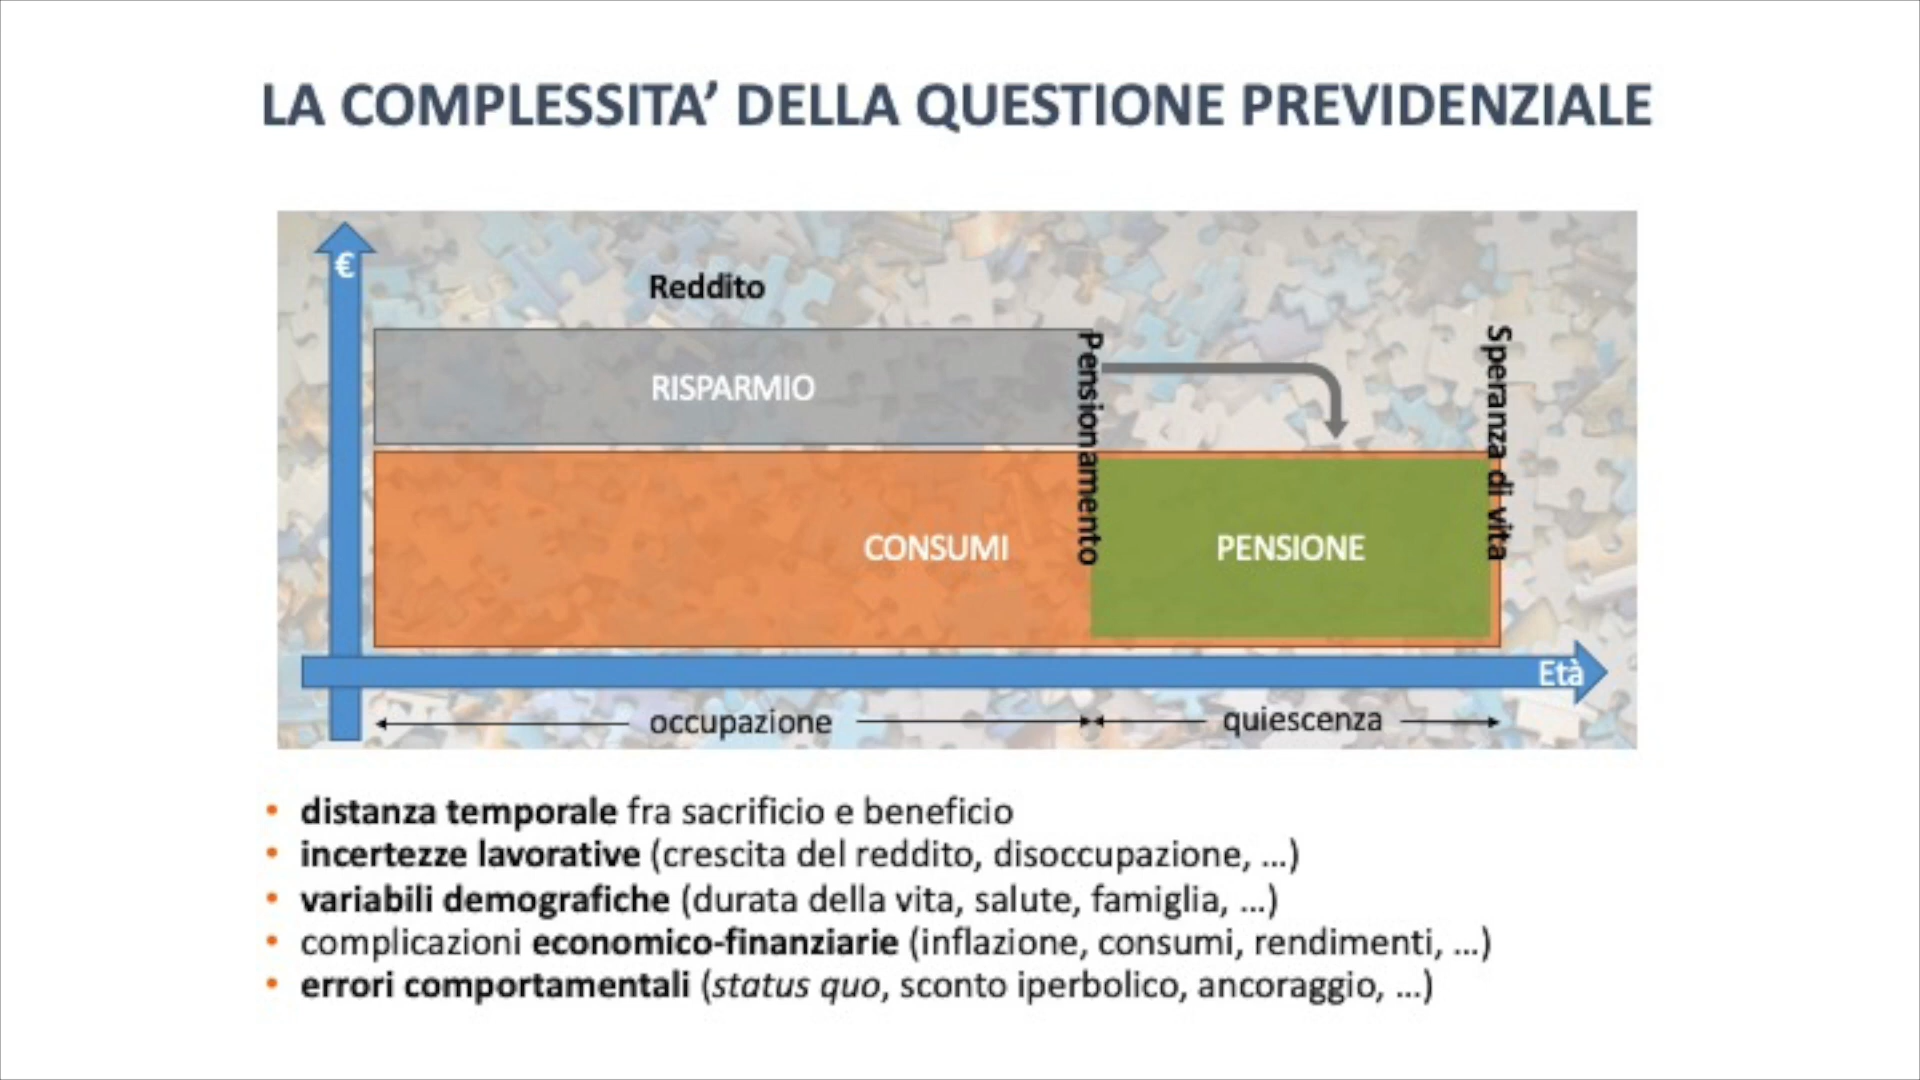 LA COMPLESSITA’ DELLA QUESTIONE PREVIDENZIALE
€
Reddito
RISPARMIO
Pensionamento
Speranza di vita
CONSUMI
PENSIONE
Età
occupazione
quiescenza
• distanza temporale fra sacrificio e beneficio
• incertezze lavorative (crescita del reddito, disoccupazione, ...)
• variabili demografiche (durata della vita, salute, famiglia, ...)
• complicazioni economico-finanziarie (inflazione, consumi, rendimenti, ...)
• errori comportamentali (status quo, sconto iperbolico, ancoraggio, ...)